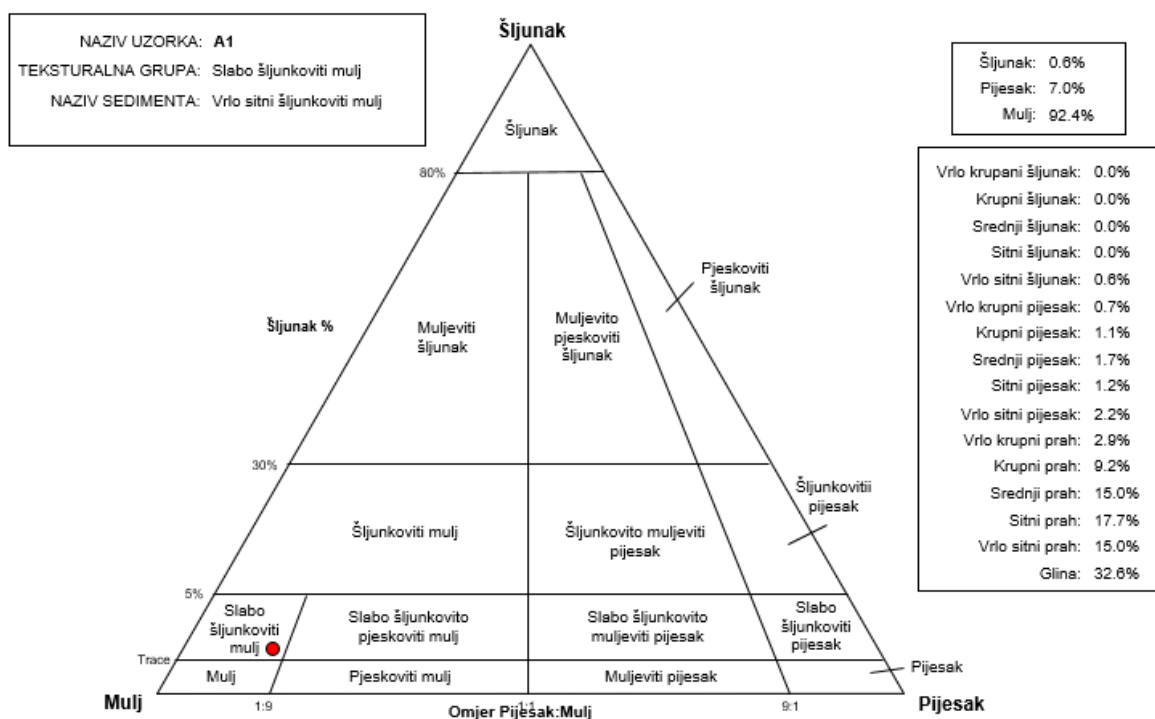 NAZIV UZORKA: A1
TEKSTURALNA GRUPA: Slabo šljunkoviti mulj
NAZIV SEDIMENTA: Vrlo sitni šljunkoviti mulj
Šljunak
Šljunak: 0.6%
Pijesak: 7.0%
Mulj: 92.4%
Šljunak
80%
Vrlo krupani šljunak: 0.0%
Krupni šljunak: 0.0%
Srednji šljunak: 0.0%
Sitni šljunak: 0.0%
Vrlo sitni šljunak: 0.6%
Vrlo krupni pijesak: 0.7%
Krupni pijesak: 1.1%
Srednji pijesak: 1.7%
Sitni pijesak: 1.2%
Vrlo sitni pijesak: 2.2%
Vrlo krupni prah: 2.9%
Krupni prah: 9.2%
Srednji prah: 15.0%
Sitni prah: 17.7%
Vrlo sitni prah: 15.0%
Glina: 32.6%
Pjeskoviti
šljunak
Šljunak %
Muljeviti
šljunak
Muljevito
pjeskoviti
šljunak
30%
Šljunkovitii
pijesak
Šljunkoviti mulj
Šljunkovito muljeviti
pijesak
5%
Slabo
šljunkoviti
mulj
Slabo šljunkovito
pjeskoviti mulj
Slabo šljunkovito
muljeviti pijesak
Slabo
šljunkoviti
pijesak
Trace
Mulj
Pjeskoviti mulj
Muljeviti pijesak
Pijesak
Mulj
1:9
1:1
9:1
Pijesak
Omjer Pijesak:Mulj